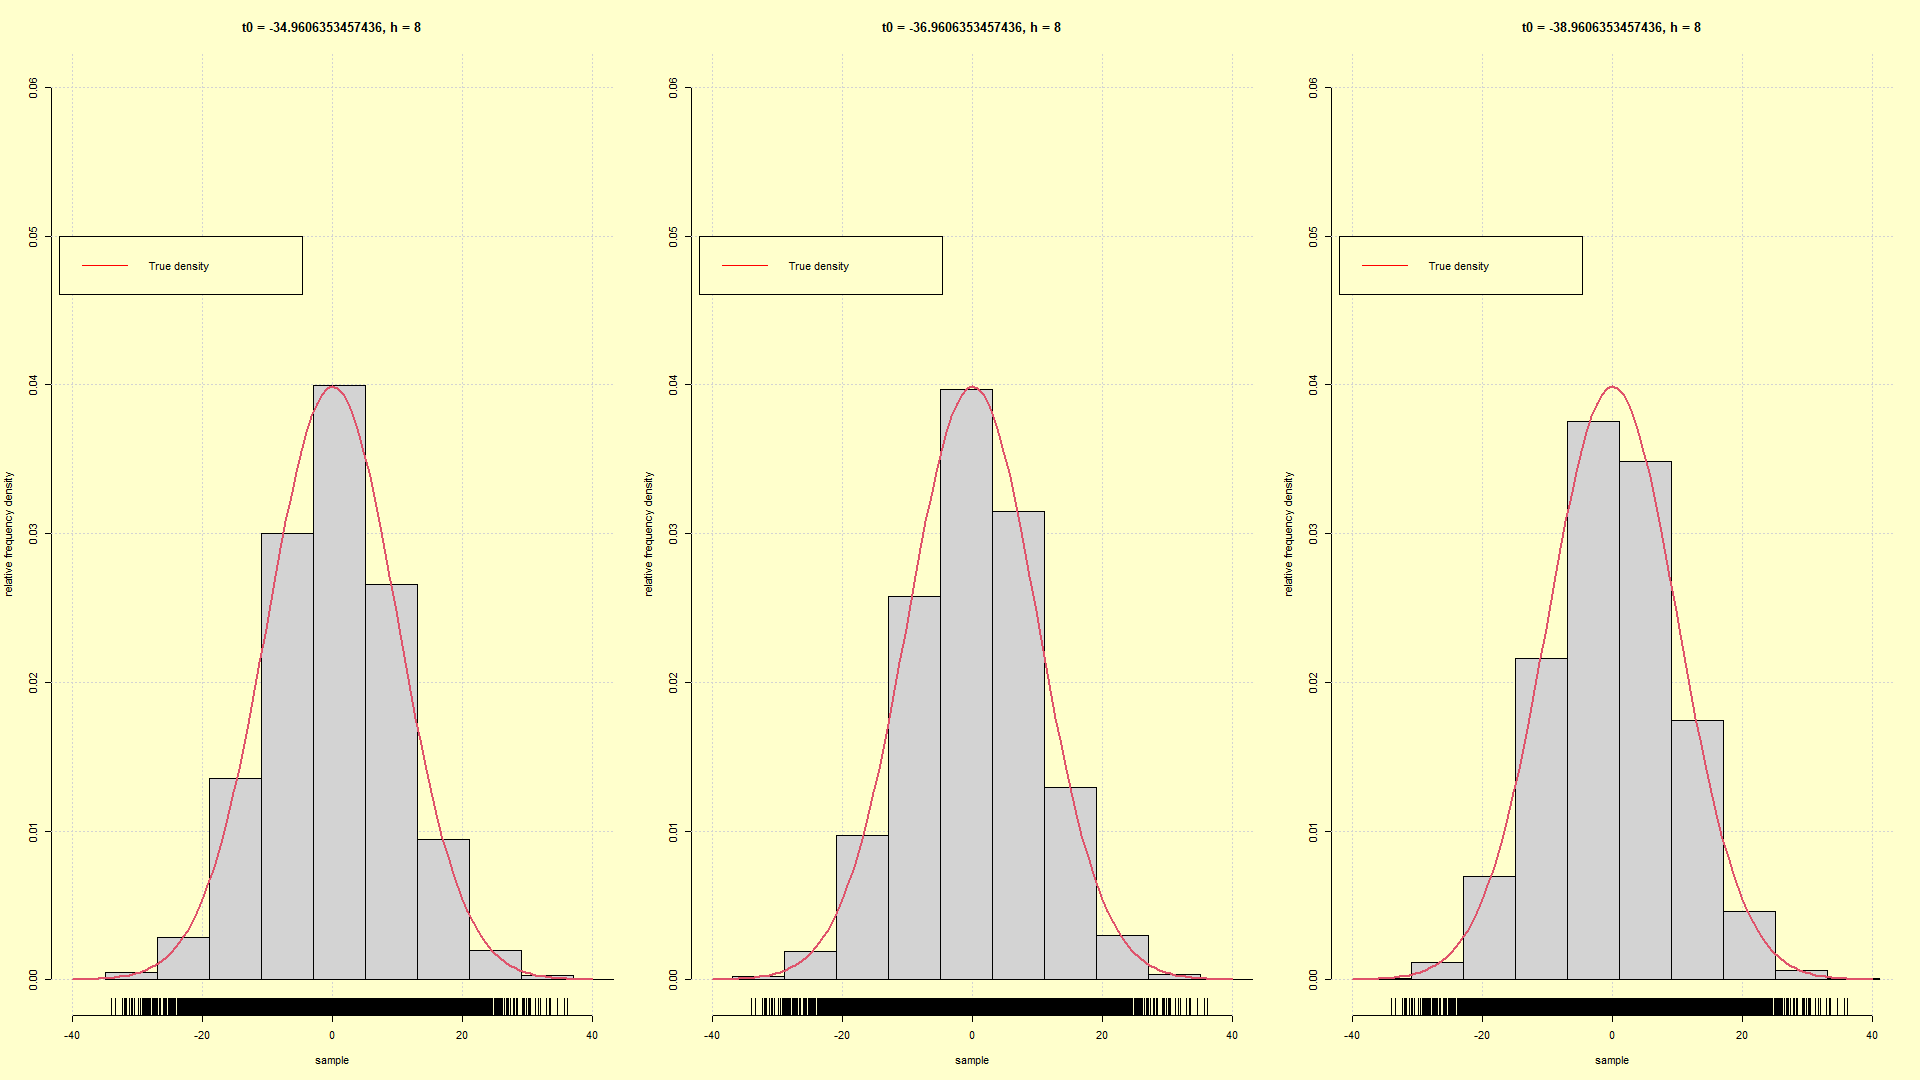 t0 = -34.9606353457436, h = 8
0.06
0.05
0.04
0.03
0.02
0.01
0.00
relative frequency density
True density
-40 -20 0 20 40
sample
t0 = -36.9606353457436, h = 8
0.06
0.05
0.04
0.03
0.02
0.01
0.00
relative frequency density
True density
-40 -20 0 20 40
sample
t0 = -38.9606353457436, h = 8
0.06
0.05
0.04
0.03
0.02
0.01
0.00
relative frequency density
True density
-40 -20 0 20 40
sample